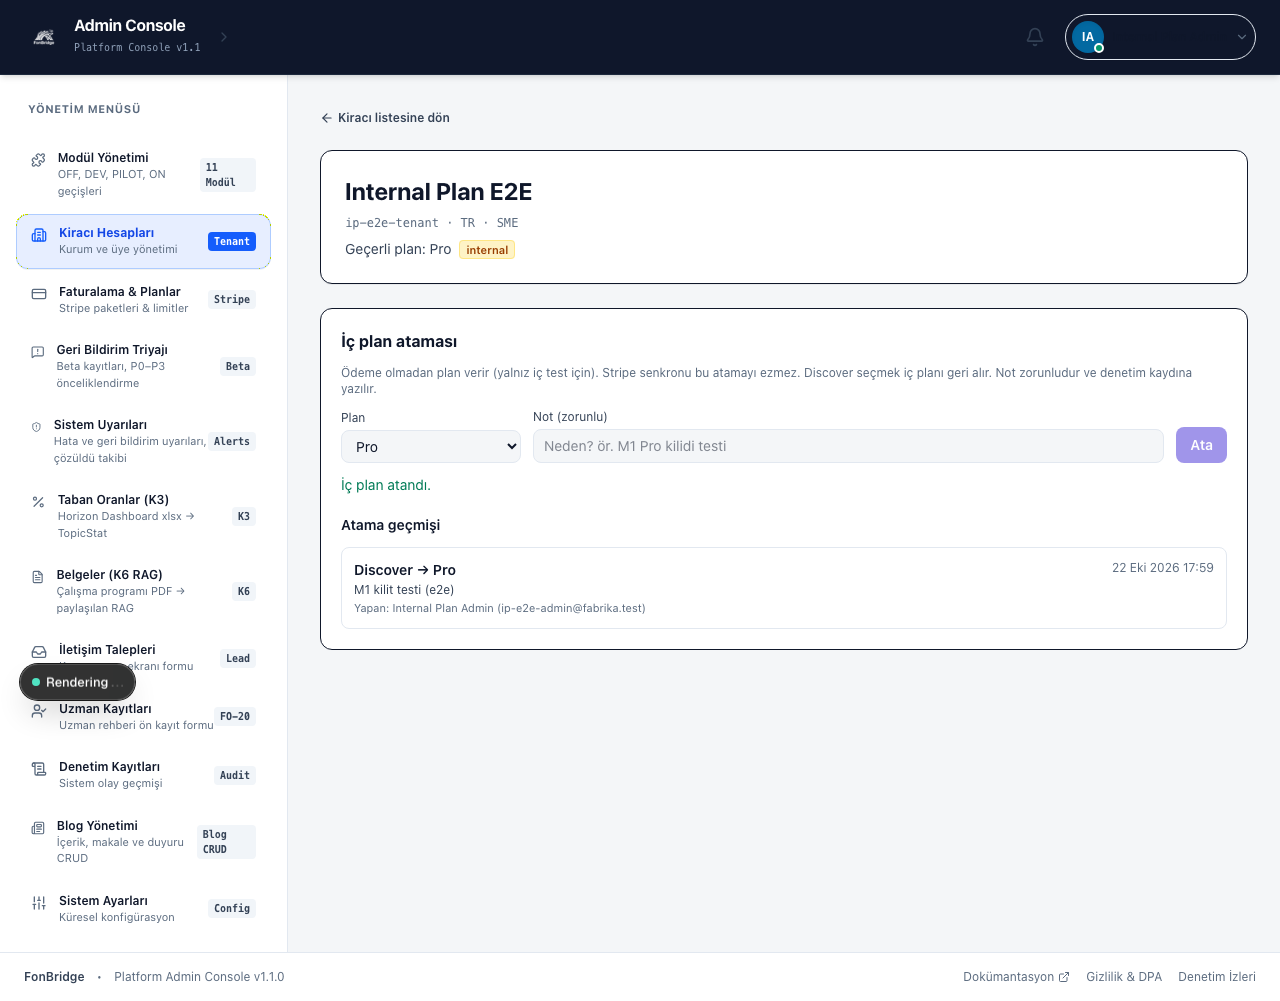 Admin Console
Platform Console v1.1
IA
YÖNETİM MENÜSÜ
Modül Yönetimi
OFF, DEV, PILOT, ON
geçişleri
11
Modül
Kiracı Hesapları
Kurum ve üye yönetimi
Tenant
Faturalama & Planlar
Stripe paketleri & limitler
Stripe
Geri Bildirim Triyajı
Beta kayıtları, P0–P3
önceliklendirme
Beta
Sistem Uyarıları
Hata ve geri bildirim uyarıları,
çözüldü takibi
Alerts
Taban Oranlar (K3)
Horizon Dashboard xlsx →
TopicStat
K3
Belgeler (K6 RAG)
Çalışma programı PDF →
paylaşılan RAG
K6
İletişim Talepleri
ekranı formu
Lead
Rendering ...
Uzman Kayıtları
Uzman rehberi ön kayıt formu
FO-20
Denetim Kayıtları
Sistem olay geçmişi
Audit
Blog Yönetimi
İçerik, makale ve duyuru
CRUD
Blog
CRUD
Sistem Ayarları
Küresel konfigürasyon
Config
← Kiracı listesine dön
Internal Plan E2E
ip-e2e-tenant · TR · SME
Geçerli plan: Pro internal
İç plan ataması
Ödeme olmadan plan verir (yalnız iç test için). Stripe senkronu bu atamayı ezmez. Discover seçmek iç planı geri alır. Not zorunludur ve denetim kaydına
yazılır.
Plan
Not (zorunlu)
Pro
Neden? ör. M1 Pro kilidi testi
Ata
İç plan atandı.
Atama geçmişi
Discover → Pro
22 Eki 2026 17:59
M1 kilit testi (e2e)
Yapan: Internal Plan Admin (ip-e2e-admin@fabrika.test)
FonBridge • Platform Admin Console v1.1.0
Dokümantasyon
Gizlilik & DPA
Denetim İzleri